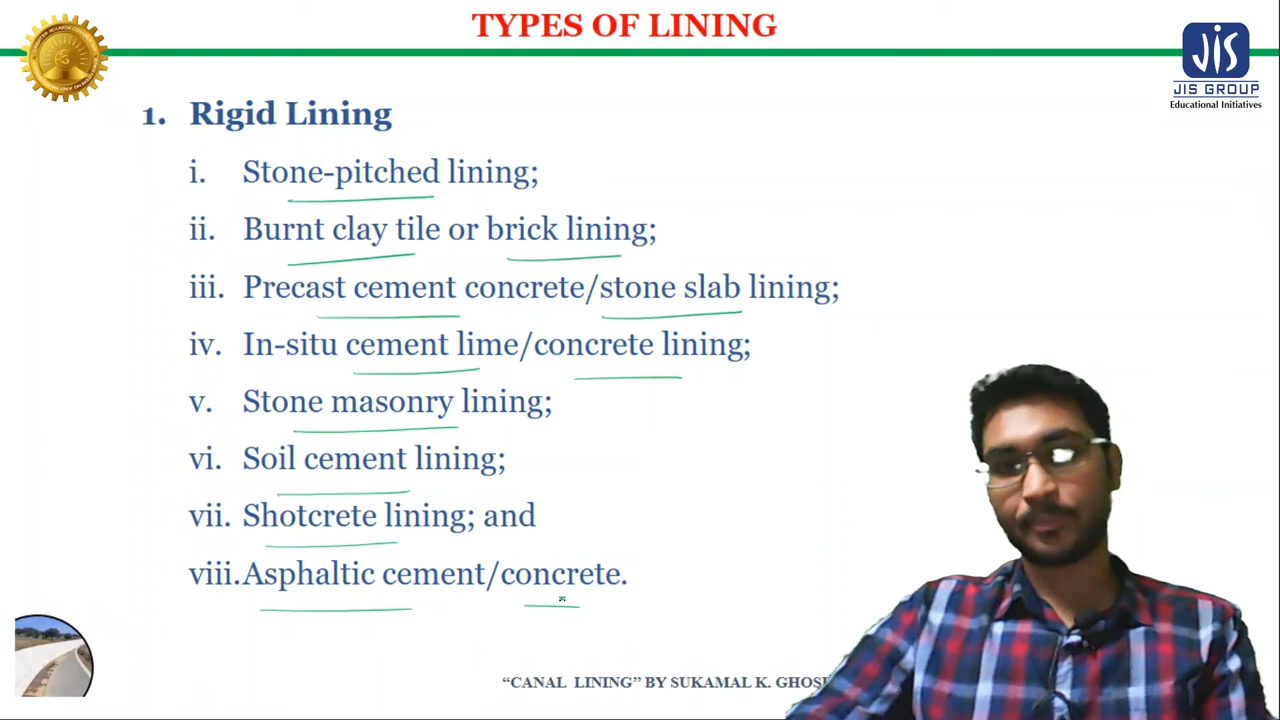 TYPES OF LINING
JIS
JIS GROUP
Educational Initiatives
1. Rigid Lining
i. Stone-pitched lining;
ii. Burnt clay tile or brick lining;
iii. Precast cement concrete/stone slab lining;
iv. In-situ cement lime/concrete lining;
v. Stone masonry lining;
vi. Soil cement lining;
vii. Shotcrete lining; and
viii. Asphaltic cement/concrete.
“CANAL LINING” BY SUKAMAL K. GHOS